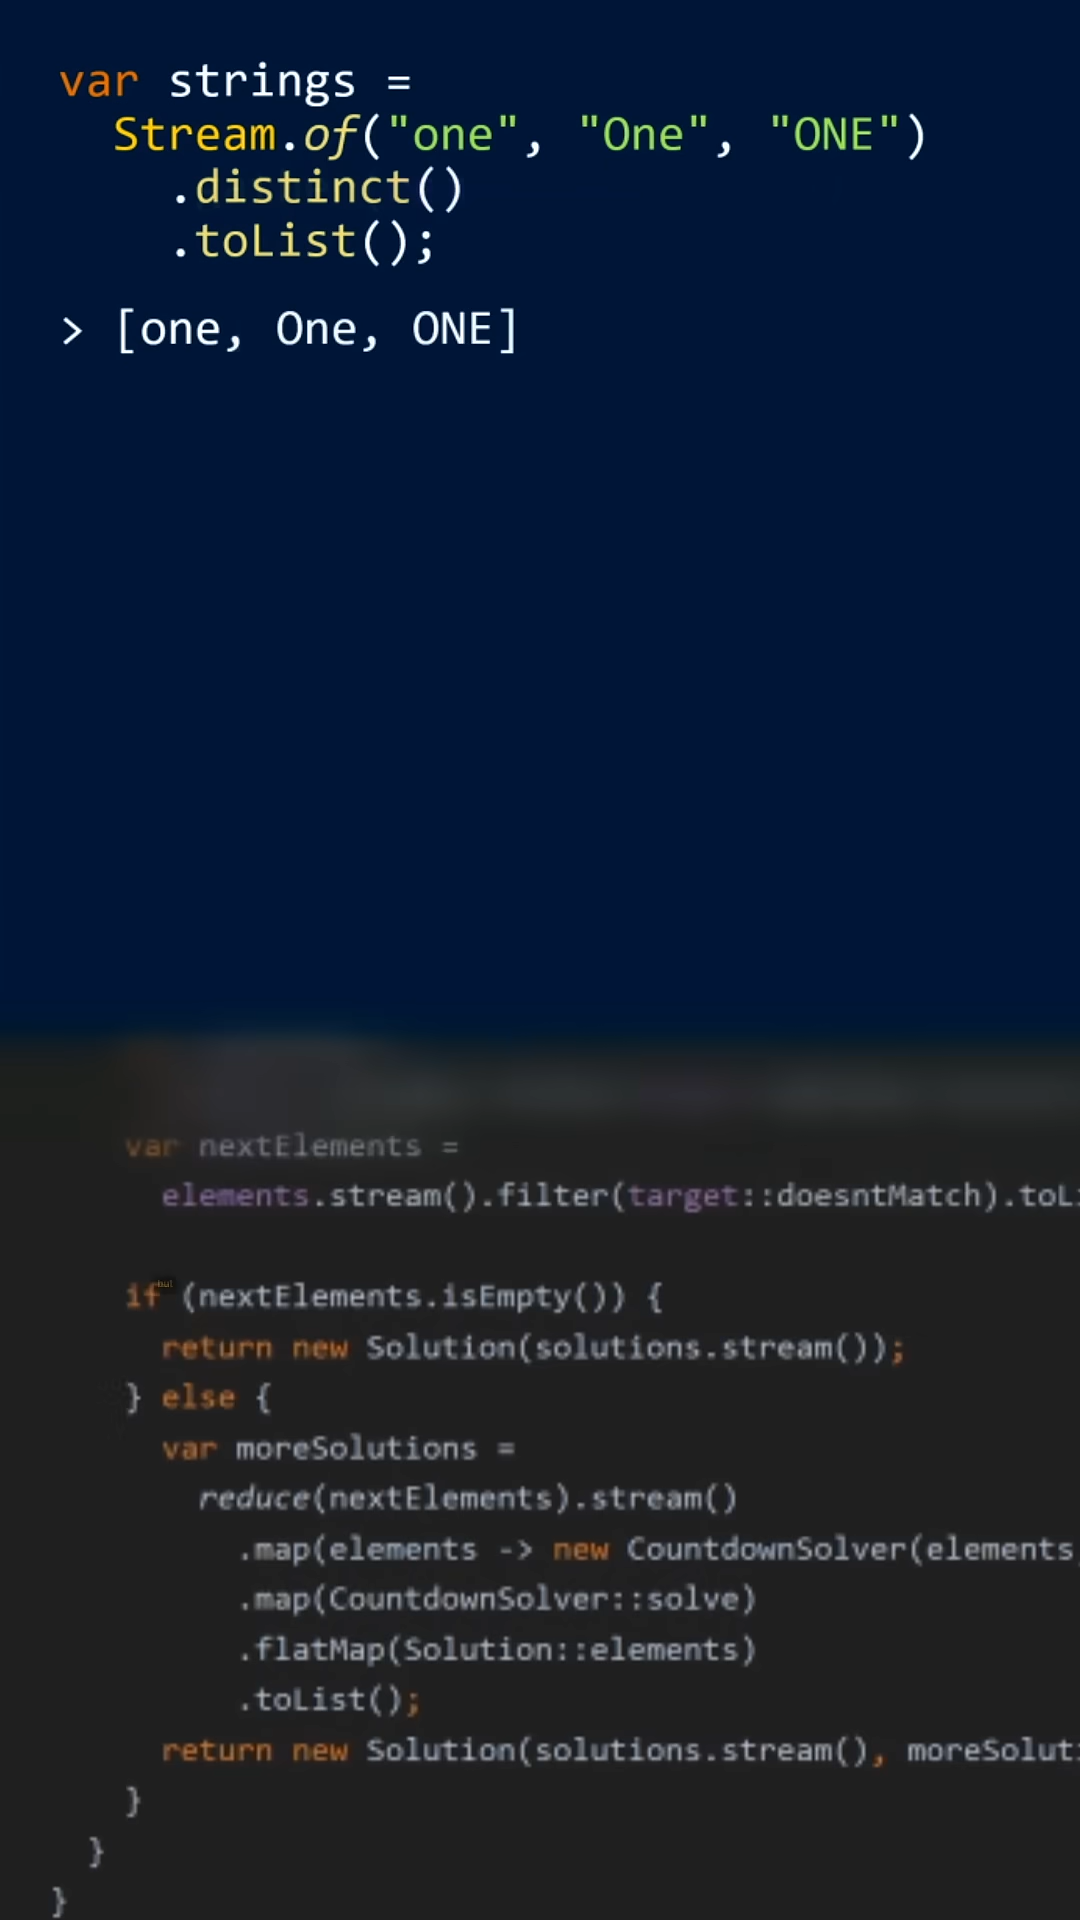 var strings =
  Stream.of("one", "One", "ONE")
    .distinct()
    .toList();
> [one, One, ONE]
var nextElements =
  elements.stream().filter(target::doesntMatch).toL
if (nextElements.isEmpty()) {
  return new Solution(solutions.stream());
} else {
  var moreSolutions =
    reduce(nextElements).stream()
      .map(elements -> new CountdownSolver(elements
      .map(CountdownSolver::solve)
      .flatMap(Solution::elements)
      .toList();
  return new Solution(solutions.stream(), moreSolut
}
}
}